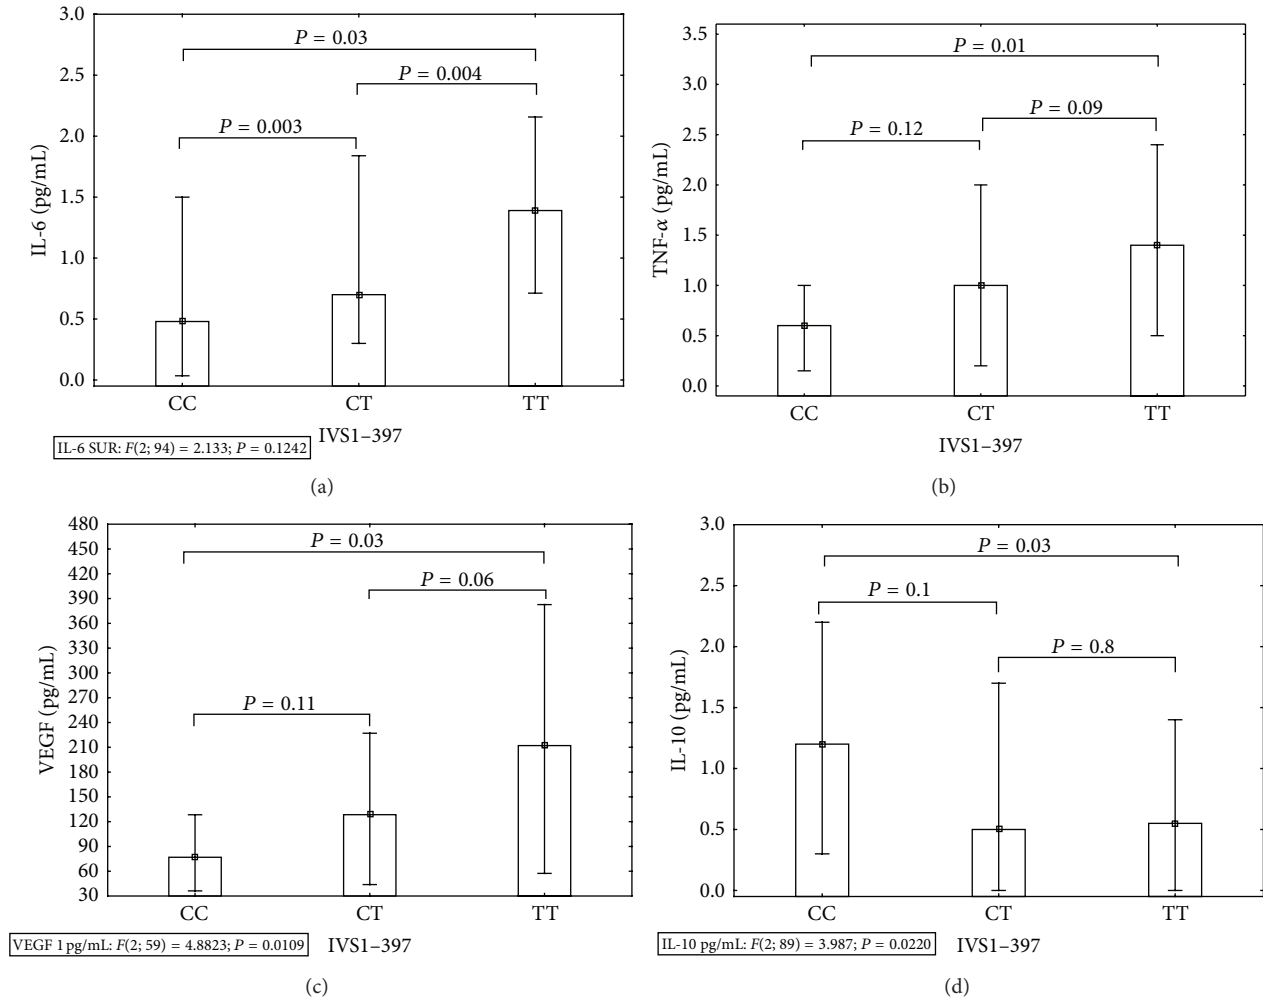 3.0
P = 0.03
2.5
P = 0.004
2.0
P = 0.003
1.5
1.0
0.5
0.0
IL-6 (pg/mL)
CC CT TT
IL-6 SUR: F(2; 94) = 2.133; P = 0.1242
IVS1–397
(a)
3.5
P = 0.01
3.0
P = 0.09
2.5
P = 0.12
2.0
1.5
1.0
0.5
0.0
TNF-α (pg/mL)
CC CT TT
IVS1–397
(b)
480
450
P = 0.03
420
390
P = 0.06
360
330
300
270
240
P = 0.11
210
180
150
120
90
60
30
VEGF (pg/mL)
CC CT TT
VEGF 1 pg/mL: F(2; 59) = 4.8823; P = 0.0109
IVS1–397
(c)
3.0
P = 0.03
2.5
P = 0.1
2.0
P = 0.8
1.5
1.0
0.5
0.0
IL-10 (pg/mL)
CC CT TT
IL-10 pg/mL: F(2; 89) = 3.987; P = 0.0220
IVS1–397
(d)